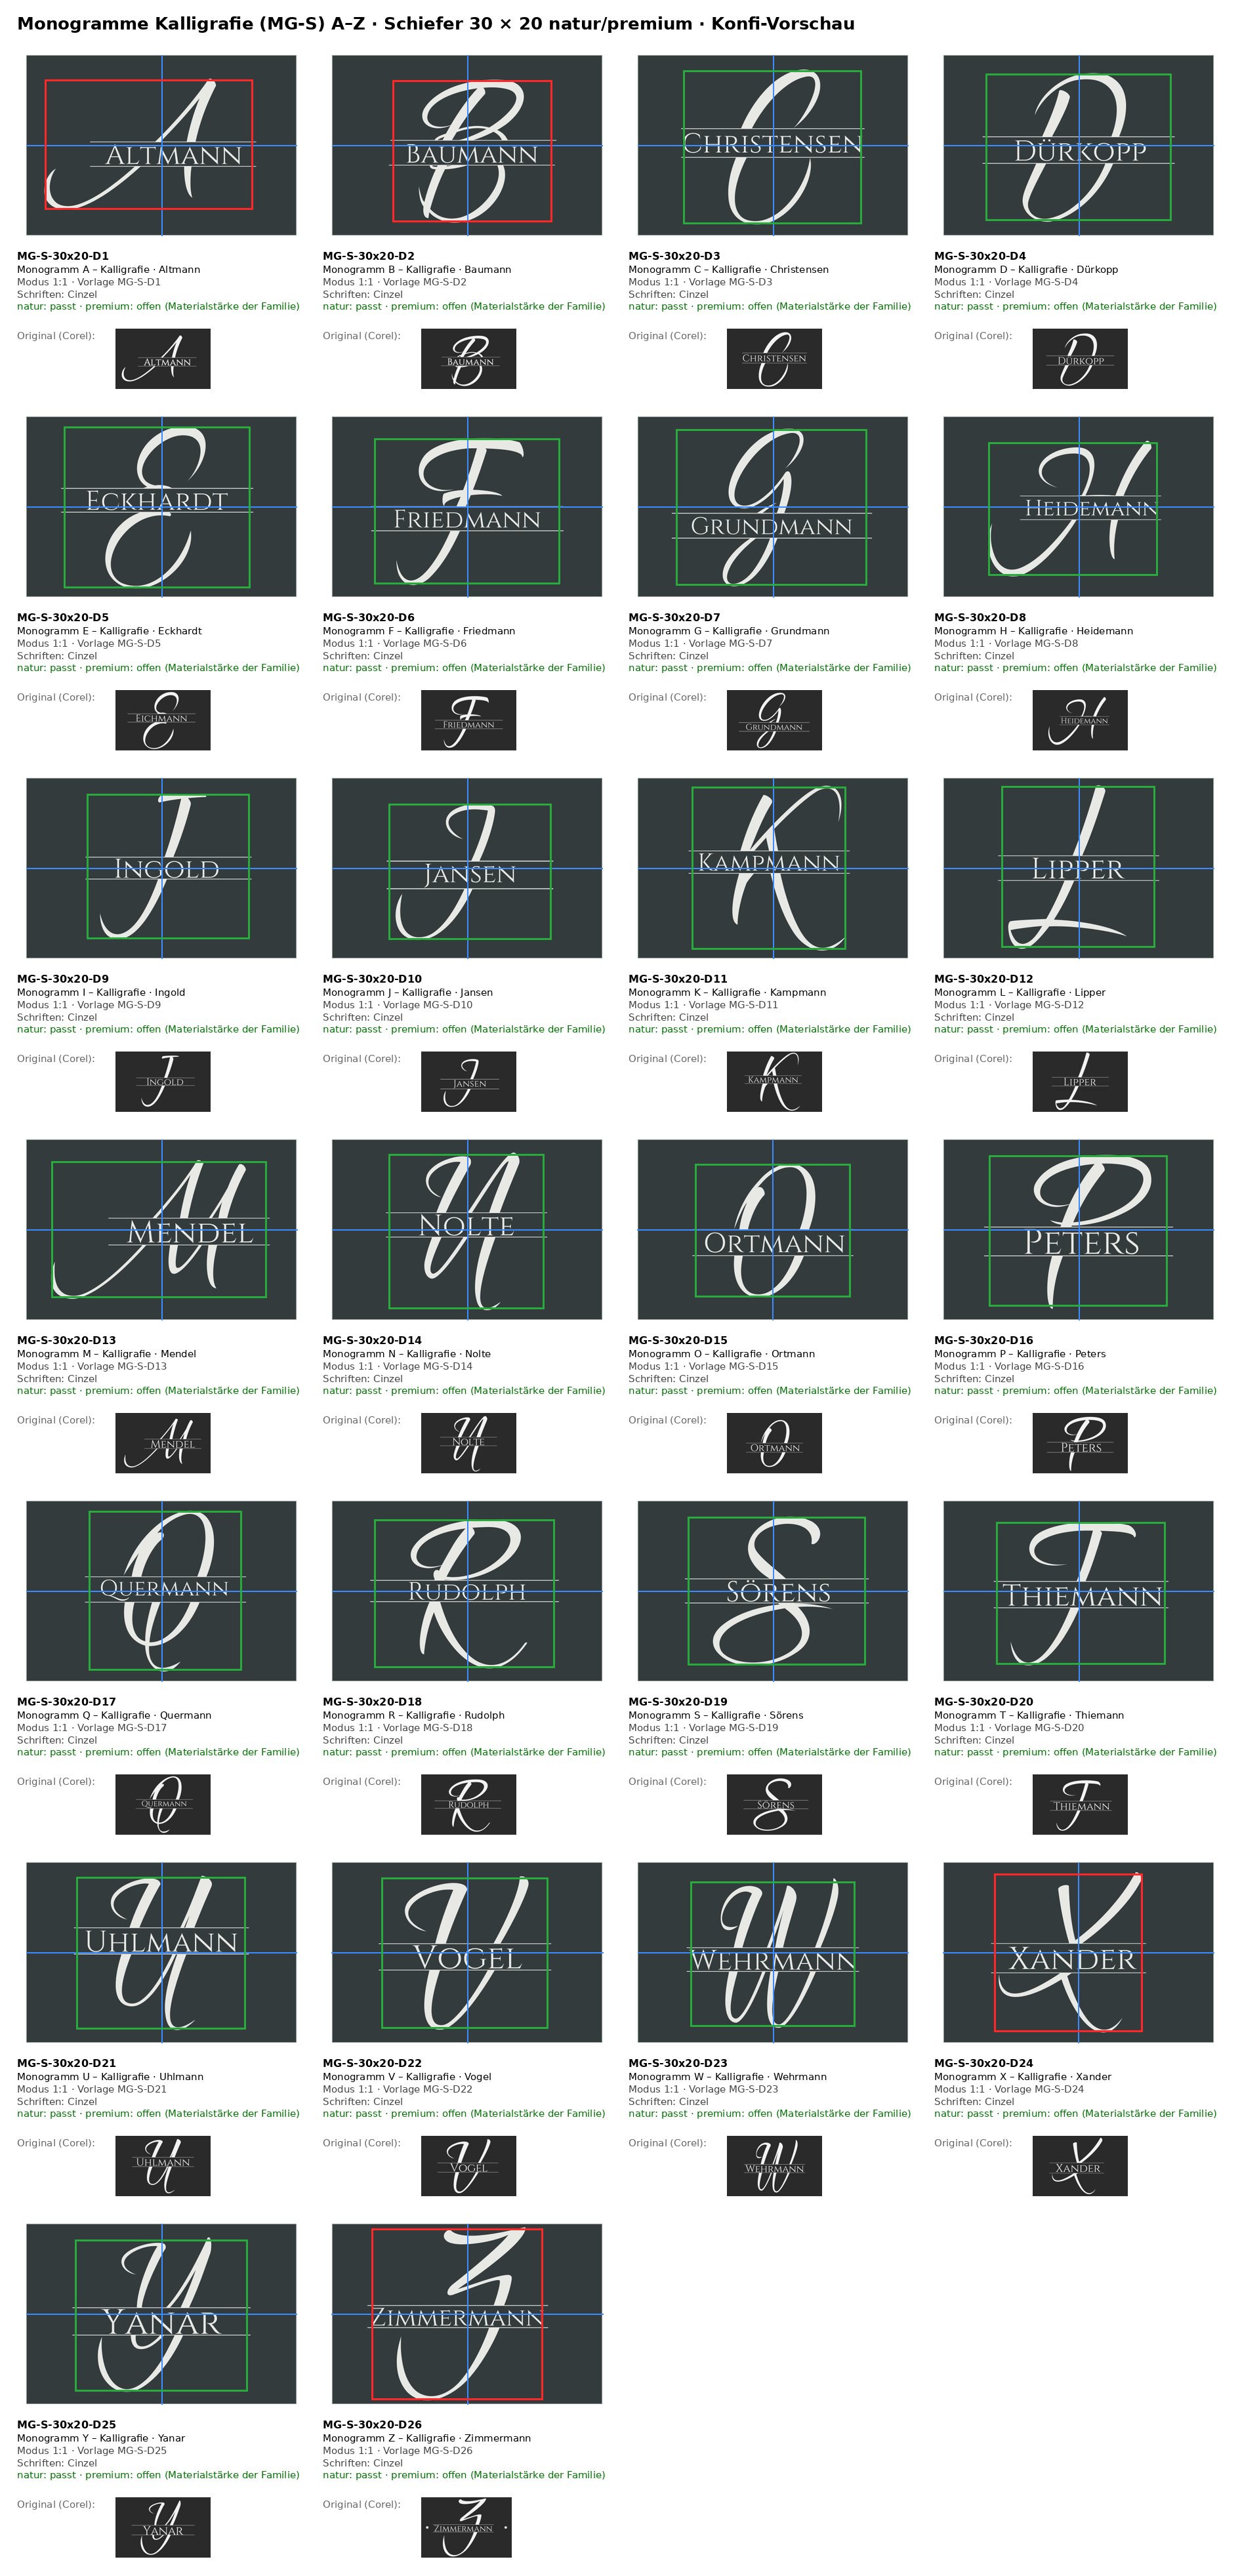 Monogramme Kalligrafie (MG-S) A–Z · Schiefer 30 × 20 natur/premium · Konfi-Vorschau
A
ALTMANN
MG-S-30x20-D1
Monogramm A – Kalligrafie · Altmann
Modus 1:1 · Vorlage MG-S-D1
Schriften: Cinzel
natur: passt · premium: offen (Materialstärke der Familie)
Original (Corel):
A
ALTMANN
B
BAUMANN
MG-S-30x20-D2
Monogramm B – Kalligrafie · Baumann
Modus 1:1 · Vorlage MG-S-D2
Schriften: Cinzel
natur: passt · premium: offen (Materialstärke der Familie)
Original (Corel):
B
BAUMANN
C
CHRISTENSEN
MG-S-30x20-D3
Monogramm C – Kalligrafie · Christensen
Modus 1:1 · Vorlage MG-S-D3
Schriften: Cinzel
natur: passt · premium: offen (Materialstärke der Familie)
Original (Corel):
C
CHRISTENSEN
D
DÜRKOPP
MG-S-30x20-D4
Monogramm D – Kalligrafie · Dürkopp
Modus 1:1 · Vorlage MG-S-D4
Schriften: Cinzel
natur: passt · premium: offen (Materialstärke der Familie)
Original (Corel):
D
DÜRKOPP
E
ECKHARDT
MG-S-30x20-D5
Monogramm E – Kalligrafie · Eckhardt
Modus 1:1 · Vorlage MG-S-D5
Schriften: Cinzel
natur: passt · premium: offen (Materialstärke der Familie)
Original (Corel):
E
EICHMANN
F
FRIEDMANN
MG-S-30x20-D6
Monogramm F – Kalligrafie · Friedmann
Modus 1:1 · Vorlage MG-S-D6
Schriften: Cinzel
natur: passt · premium: offen (Materialstärke der Familie)
Original (Corel):
F
FRIEDMANN
G
GRUNDMANN
MG-S-30x20-D7
Monogramm G – Kalligrafie · Grundmann
Modus 1:1 · Vorlage MG-S-D7
Schriften: Cinzel
natur: passt · premium: offen (Materialstärke der Familie)
Original (Corel):
G
GRUNDMANN
H
HEIDEMANN
MG-S-30x20-D8
Monogramm H – Kalligrafie · Heidemann
Modus 1:1 · Vorlage MG-S-D8
Schriften: Cinzel
natur: passt · premium: offen (Materialstärke der Familie)
Original (Corel):
H
HEIDEMANN
I
INGOLD
MG-S-30x20-D9
Monogramm I – Kalligrafie · Ingold
Modus 1:1 · Vorlage MG-S-D9
Schriften: Cinzel
natur: passt · premium: offen (Materialstärke der Familie)
Original (Corel):
I
INGOLD
J
JANSEN
MG-S-30x20-D10
Monogramm J – Kalligrafie · Jansen
Modus 1:1 · Vorlage MG-S-D10
Schriften: Cinzel
natur: passt · premium: offen (Materialstärke der Familie)
Original (Corel):
J
JANSEN
K
KAMPMANN
MG-S-30x20-D11
Monogramm K – Kalligrafie · Kampmann
Modus 1:1 · Vorlage MG-S-D11
Schriften: Cinzel
natur: passt · premium: offen (Materialstärke der Familie)
Original (Corel):
K
KAMPMANN
L
LIPPER
MG-S-30x20-D12
Monogramm L – Kalligrafie · Lipper
Modus 1:1 · Vorlage MG-S-D12
Schriften: Cinzel
natur: passt · premium: offen (Materialstärke der Familie)
Original (Corel):
L
LIPPER
M
MENDEL
MG-S-30x20-D13
Monogramm M – Kalligrafie · Mendel
Modus 1:1 · Vorlage MG-S-D13
Schriften: Cinzel
natur: passt · premium: offen (Materialstärke der Familie)
Original (Corel):
M
MENDEL
N
NOLTE
MG-S-30x20-D14
Monogramm N – Kalligrafie · Nolte
Modus 1:1 · Vorlage MG-S-D14
Schriften: Cinzel
natur: passt · premium: offen (Materialstärke der Familie)
Original (Corel):
N
NOLTE
O
ORTMANN
MG-S-30x20-D15
Monogramm O – Kalligrafie · Ortmann
Modus 1:1 · Vorlage MG-S-D15
Schriften: Cinzel
natur: passt · premium: offen (Materialstärke der Familie)
Original (Corel):
O
ORTMANN
P
PETERS
MG-S-30x20-D16
Monogramm P – Kalligrafie · Peters
Modus 1:1 · Vorlage MG-S-D16
Schriften: Cinzel
natur: passt · premium: offen (Materialstärke der Familie)
Original (Corel):
P
PETERS
Q
QUERMANN
MG-S-30x20-D17
Monogramm Q – Kalligrafie · Quermann
Modus 1:1 · Vorlage MG-S-D17
Schriften: Cinzel
natur: passt · premium: offen (Materialstärke der Familie)
Original (Corel):
Q
QUERMANN
R
RUDOLPH
MG-S-30x20-D18
Monogramm R – Kalligrafie · Rudolph
Modus 1:1 · Vorlage MG-S-D18
Schriften: Cinzel
natur: passt · premium: offen (Materialstärke der Familie)
Original (Corel):
R
RUDOLPH
S
SÖRENS
MG-S-30x20-D19
Monogramm S – Kalligrafie · Sörens
Modus 1:1 · Vorlage MG-S-D19
Schriften: Cinzel
natur: passt · premium: offen (Materialstärke der Familie)
Original (Corel):
S
SÖRENS
T
THIEMANN
MG-S-30x20-D20
Monogramm T – Kalligrafie · Thiemann
Modus 1:1 · Vorlage MG-S-D20
Schriften: Cinzel
natur: passt · premium: offen (Materialstärke der Familie)
Original (Corel):
T
THIEMANN
U
UHLMANN
MG-S-30x20-D21
Monogramm U – Kalligrafie · Uhlmann
Modus 1:1 · Vorlage MG-S-D21
Schriften: Cinzel
natur: passt · premium: offen (Materialstärke der Familie)
Original (Corel):
U
UHLMANN
V
VOGEL
MG-S-30x20-D22
Monogramm V – Kalligrafie · Vogel
Modus 1:1 · Vorlage MG-S-D22
Schriften: Cinzel
natur: passt · premium: offen (Materialstärke der Familie)
Original (Corel):
V
VOGEL
W
WEHRMANN
MG-S-30x20-D23
Monogramm W – Kalligrafie · Wehrmann
Modus 1:1 · Vorlage MG-S-D23
Schriften: Cinzel
natur: passt · premium: offen (Materialstärke der Familie)
Original (Corel):
W
WEHRMANN
X
XANDER
MG-S-30x20-D24
Monogramm X – Kalligrafie · Xander
Modus 1:1 · Vorlage MG-S-D24
Schriften: Cinzel
natur: passt · premium: offen (Materialstärke der Familie)
Original (Corel):
X
XANDER
Y
YANAR
MG-S-30x20-D25
Monogramm Y – Kalligrafie · Yanar
Modus 1:1 · Vorlage MG-S-D25
Schriften: Cinzel
natur: passt · premium: offen (Materialstärke der Familie)
Original (Corel):
Y
YANAR
Z
ZIMMERMANN
MG-S-30x20-D26
Monogramm Z – Kalligrafie · Zimmermann
Modus 1:1 · Vorlage MG-S-D26
Schriften: Cinzel
natur: passt · premium: offen (Materialstärke der Familie)
Original (Corel):
Z
ZIMMERMANN